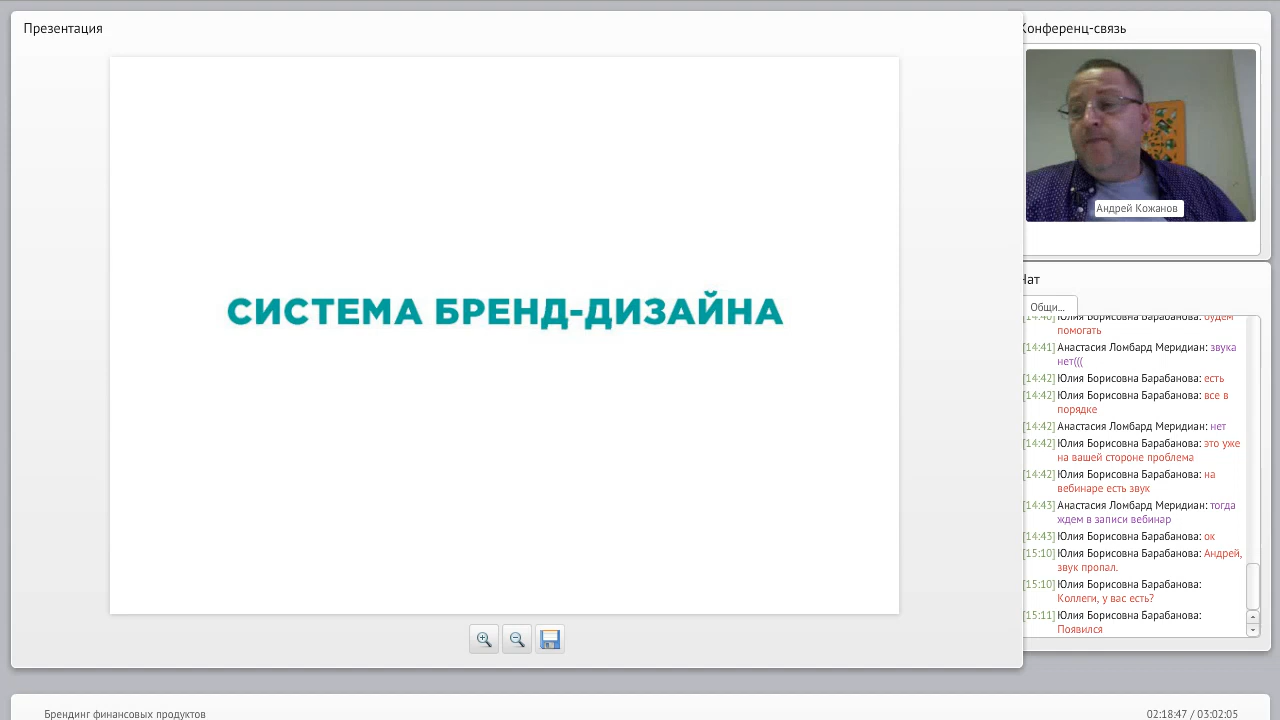 Презентация
СИСТЕМА БРЕНД-ДИЗАЙНА
Конференц-связь
Андрей Кожанов
Чат
Общи...
[14:40] Юлия Борисовна Барабанова: будем
помогать
[14:41] Анастасия Ломбард Меридиан: звука
нет(((
[14:42] Юлия Борисовна Барабанова: есть
[14:42] Юлия Борисовна Барабанова: все в
порядке
[14:42] Анастасия Ломбард Меридиан: нет
[14:42] Юлия Борисовна Барабанова: это уже
на вашей стороне проблема
[14:42] Юлия Борисовна Барабанова: на
вебинаре есть звук
[14:43] Анастасия Ломбард Меридиан: тогда
ждем в записи вебинар
[14:43] Юлия Борисовна Барабанова: ок
[15:10] Юлия Борисовна Барабанова: Андрей,
звук пропал.
[15:10] Юлия Борисовна Барабанова:
Коллеги, у вас есть?
[15:11] Юлия Борисовна Барабанова:
Появился
Брендинг финансовых продуктов
02:18:47 / 03:02:05